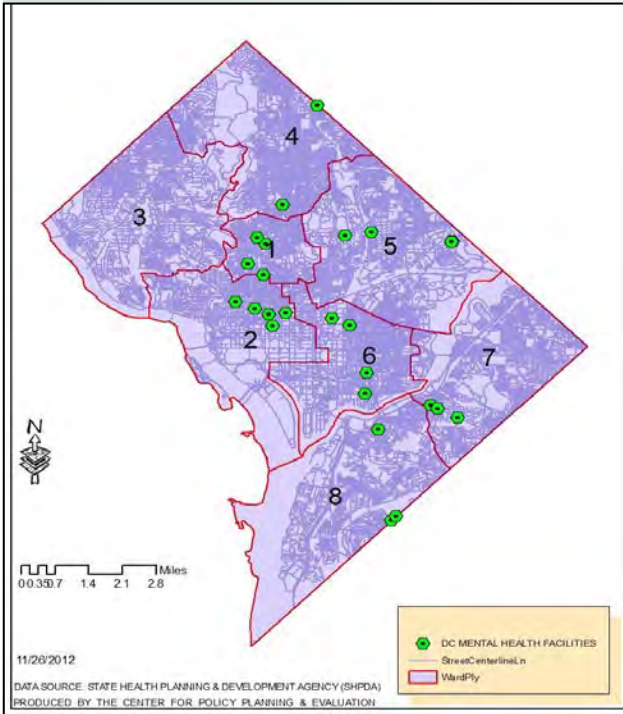 4
3
1
5
2
6
7
N
8
Miles
0 0.35 0.7 1.4 2.1 2.8
DC MENTAL HEALTH FACILITIES
StreetCenterlineLn
WardPly
11/26/2012
DATA SOURCE: STATE HEALTH PLANNING & DEVELOPMENT AGENCY (SHPDA)
PRODUCED BY THE CENTER FOR POLICY PLANNING & EVALUATION